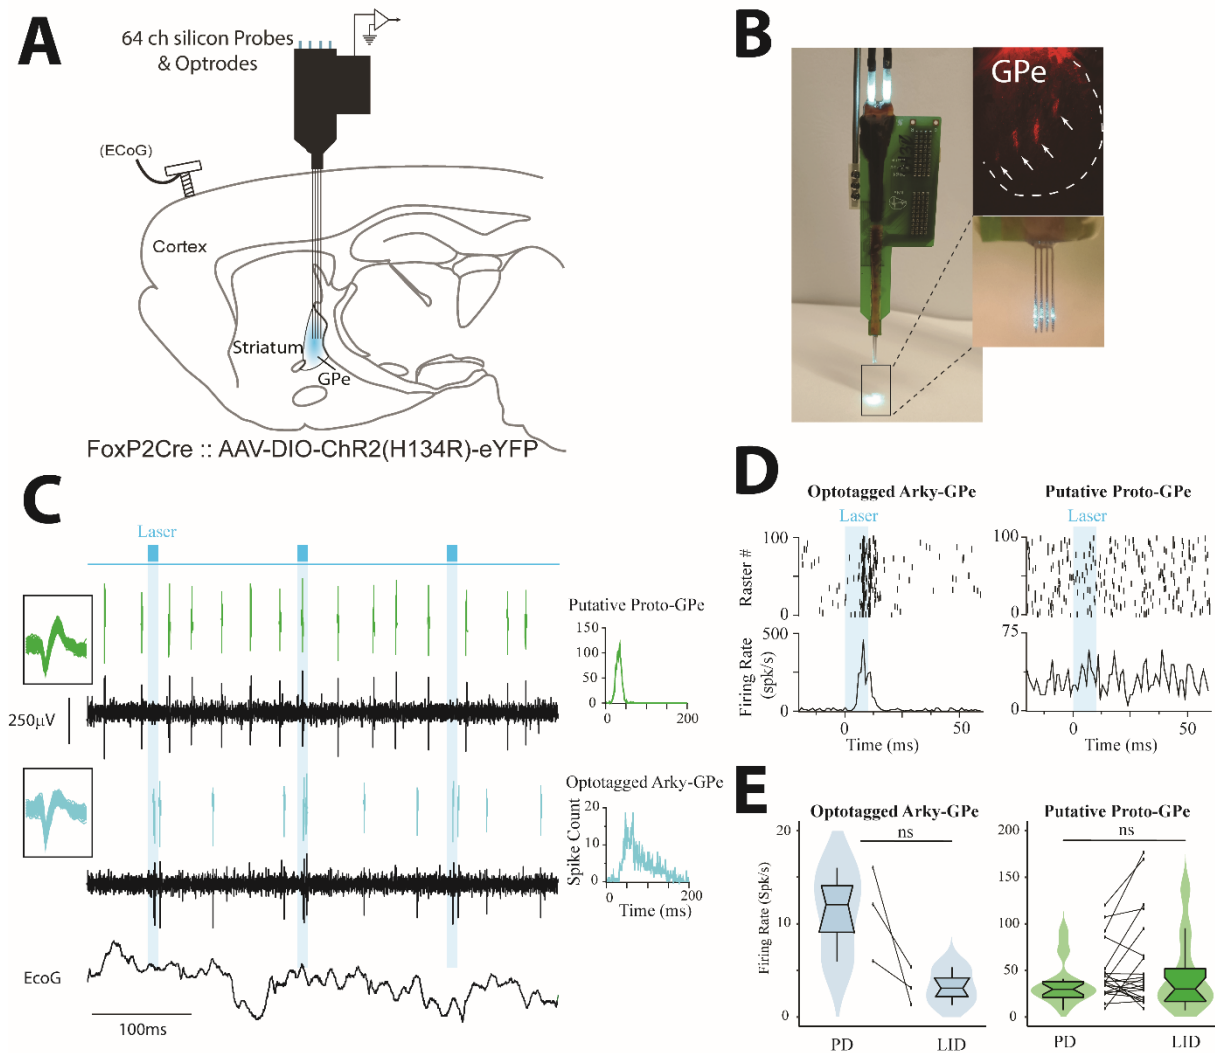 A
64 ch silicon Probes
& Optrodes
(ECoG)
Cortex
Striatum
GPe
FoxP2Cre :: AAV-DIO-ChR2(H134R)-eYFP
B
GPe
C
Laser
250µV
Putative Proto-GPe
150
100
50
0
0
200
Optotagged Arky-GPe
Spike Count
20
10
0
0
200
Time (ms)
EcoG
100ms
D
Optotagged Arky-GPe
Laser
Raster #
100
0
Firing Rate
(spk/s)
500
0
0
50
Time (ms)
Putative Proto-GPe
Laser
100
0
75
0
0
50
Time (ms)
E
Optotagged Arky-GPe
ns
Firing Rate (Spk/s)
20
10
0
PD
LID
Putative Proto-GPe
ns
200
150
100
50
0
PD
LID